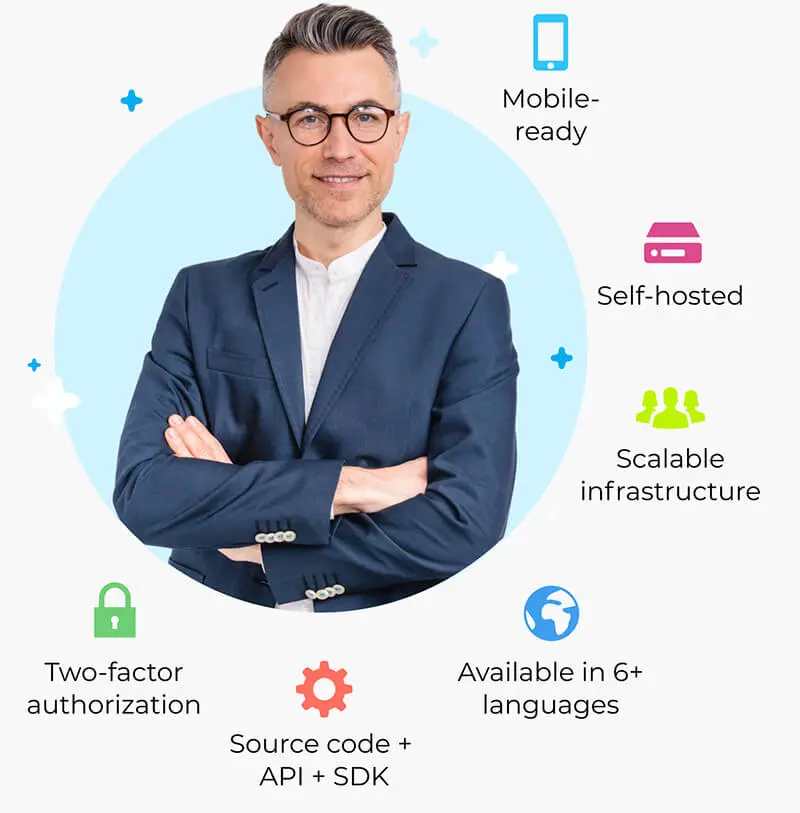 Mobile-
ready
Self-hosted
Scalable
infrastructure
Two-factor
authorization
Available in 6+
languages
Source code +
API + SDK